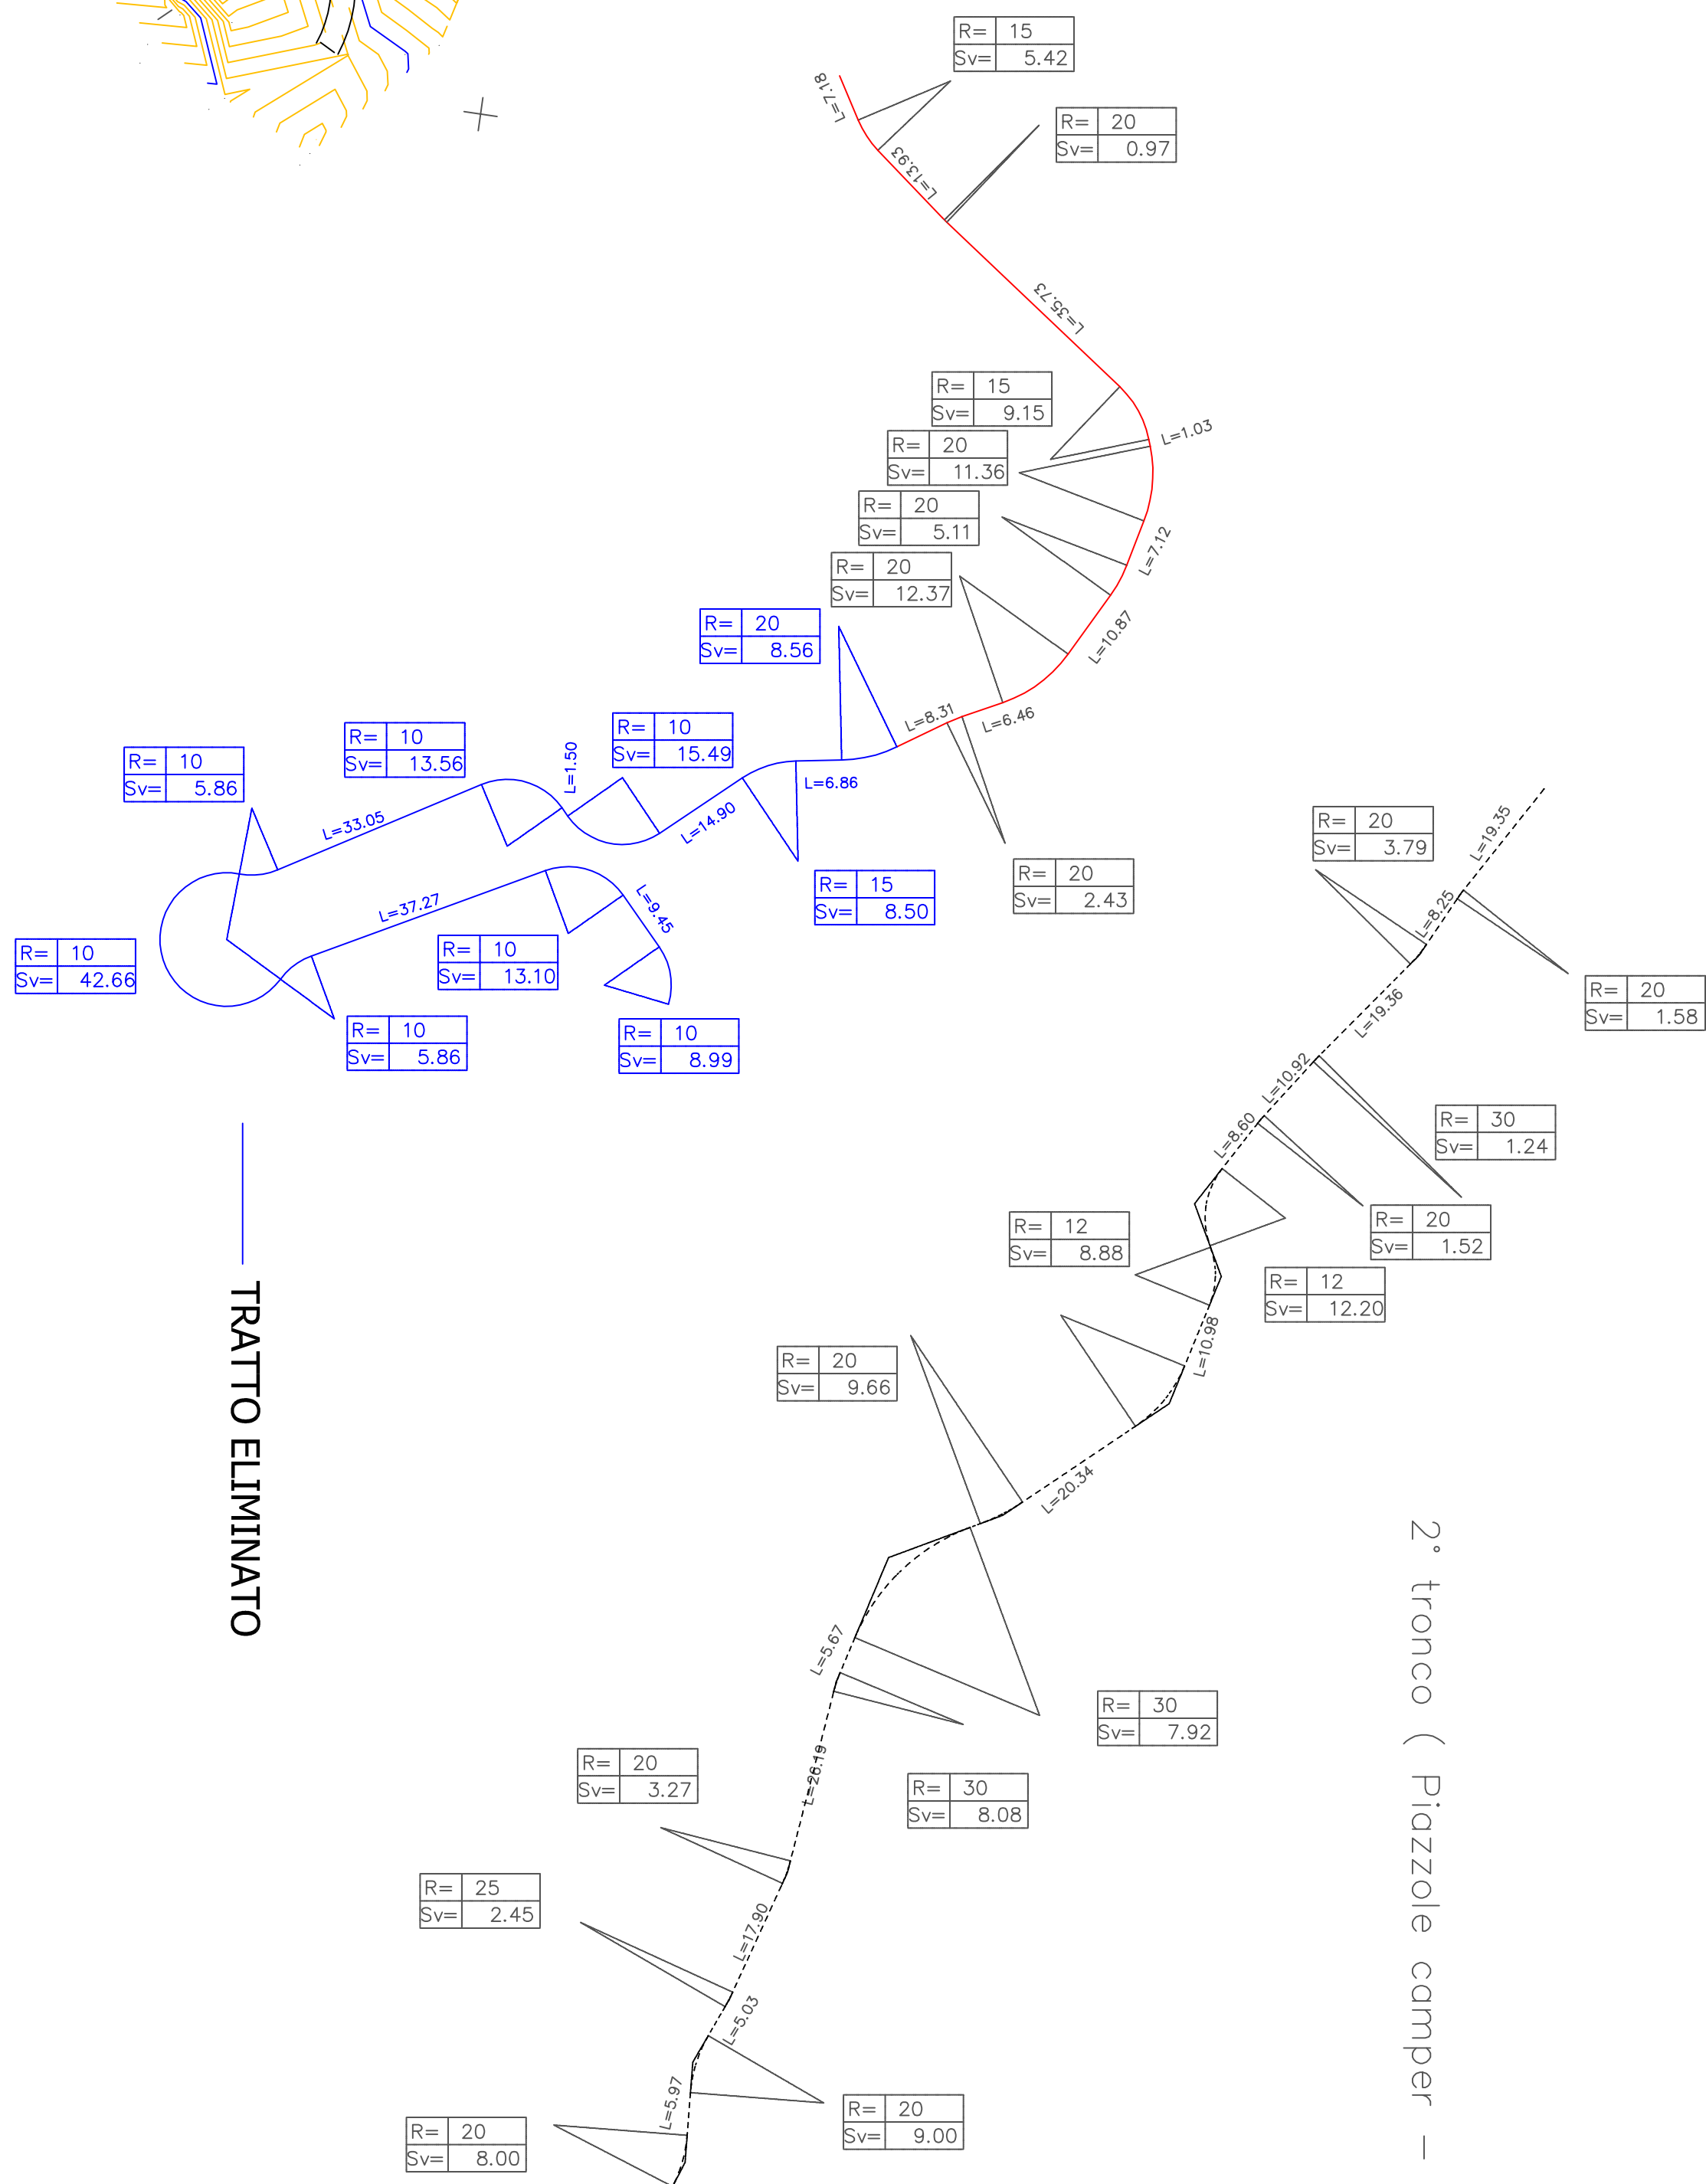 R= 15
Sv= 5.42
L=7.18
R= 20
Sv= 0.97
L=13.93
L=35.73
R= 15
Sv= 9.15
L=1.03
R= 20
Sv= 11.36
R= 20
Sv= 5.11
L=7.12
R= 20
Sv= 12.37
L=10.87
R= 20
Sv= 8.56
L=8.31
L=6.46
R= 10
Sv= 13.56
L=1.50
R= 10
Sv= 15.49
R= 10
Sv= 5.86
L=6.86
L=33.05
L=14.90
R= 20
Sv= 3.79
L=19.35
R= 20
Sv= 2.43
R= 15
Sv= 8.50
L=37.27
L=9.45
L=8.25
R= 10
Sv= 42.66
R= 10
Sv= 13.10
R= 20
Sv= 1.58
L=19.36
R= 10
Sv= 5.86
R= 10
Sv= 8.99
L=10.92
R= 30
Sv= 1.24
L=8.60
R= 12
Sv= 8.88
R= 20
Sv= 1.52
R= 12
Sv= 12.20
TRATTO ELIMINATO
L=10.98
R= 20
Sv= 9.66
L=20.34
2° tronco ( Piazzole camper –
L=5.67
R= 30
Sv= 7.92
R= 20
Sv= 3.27
L=26.19
R= 30
Sv= 8.08
R= 25
Sv= 2.45
L=17.90
L=5.03
L=5.97
R= 20
Sv= 9.00
R= 20
Sv= 8.00